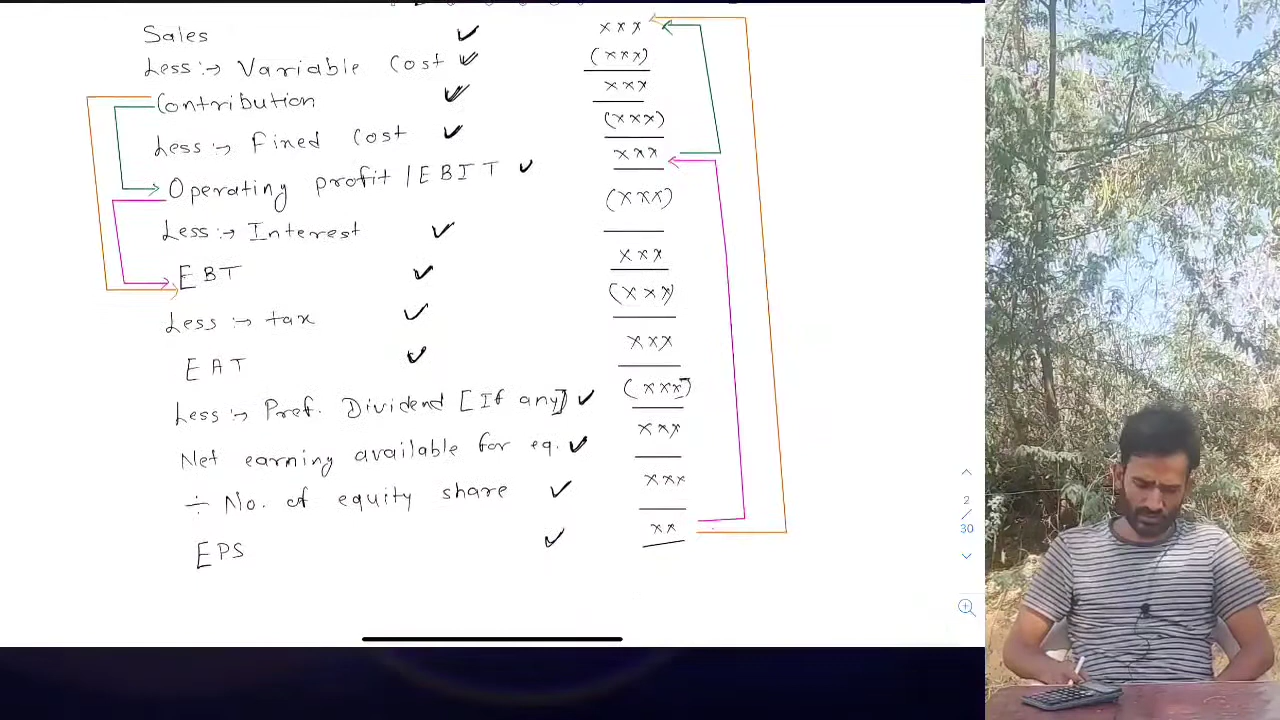 Sales ✓ xxx
Less :→ Variable Cost ✓ (xxx)
Contribution ✓ xxx
Less :→ Fixed Cost ✓ (xxx)
Operating profit / EBIT ✓ xxx
Less :→ Interest ✓ (xxx)
EBT ✓ xxx
Less :→ tax ✓ (xxx)
EAT ✓ xxx
Less :→ Pref. Dividend [If any] ✓ (xxx)
Net earning available for eq. ✓ xxx
÷ No. of equity share ✓ xxx
EPS ✓ xx
2
/
30